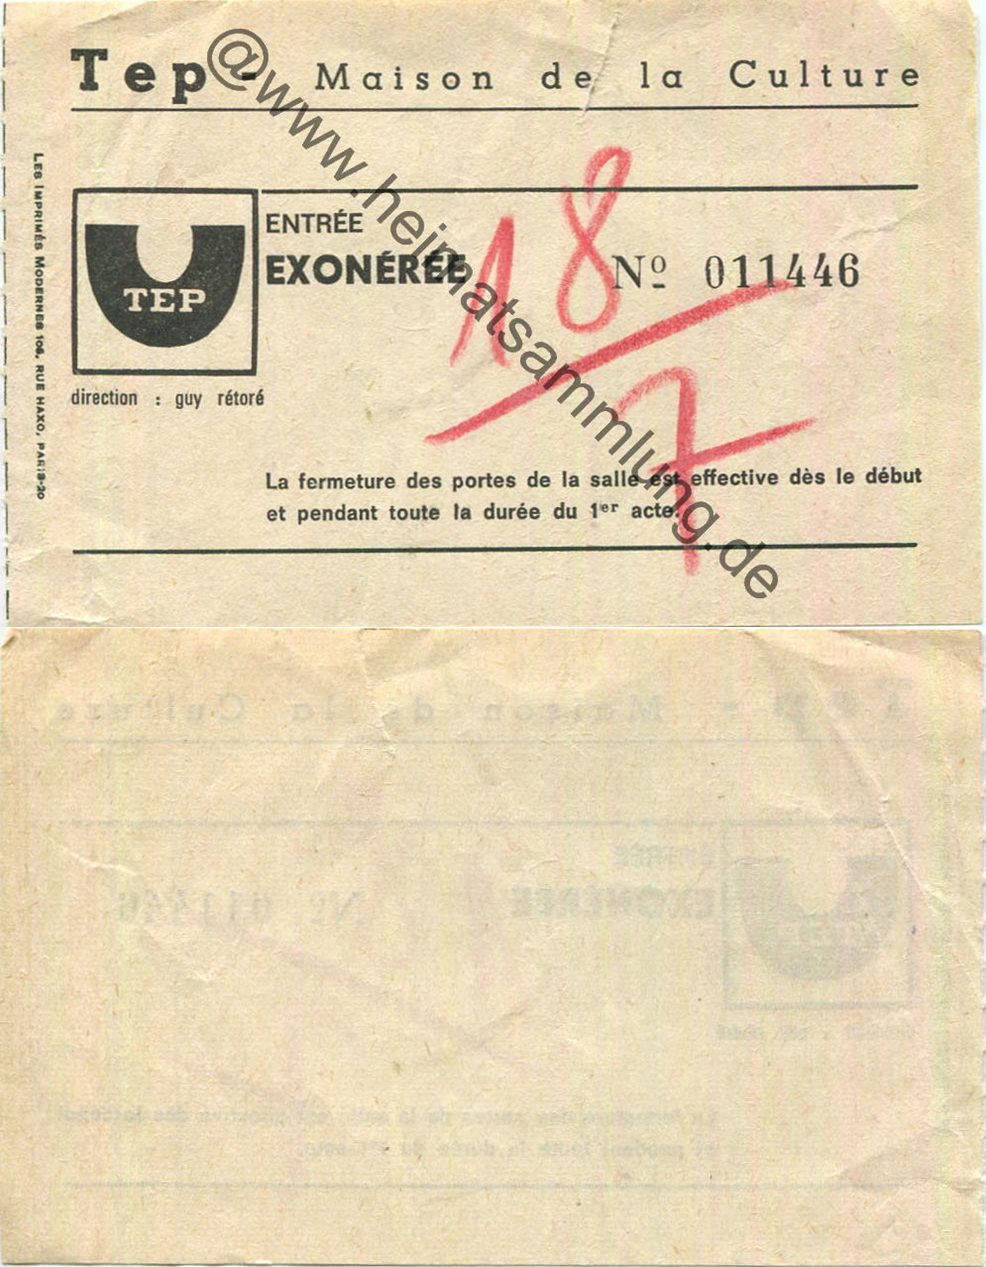 Tep - Maison de la Culture
LES IMPRIMÉS MODERNES 106, RUE HAXO, PARIS-20
ENTRÉE
EXONÉRÉE
Nº 011446
TEP
direction : guy rétoré
18/7
La fermeture des portes de la salle est effective dès le début
et pendant toute la durée du 1er acte.
@www.heimatsammlung.de